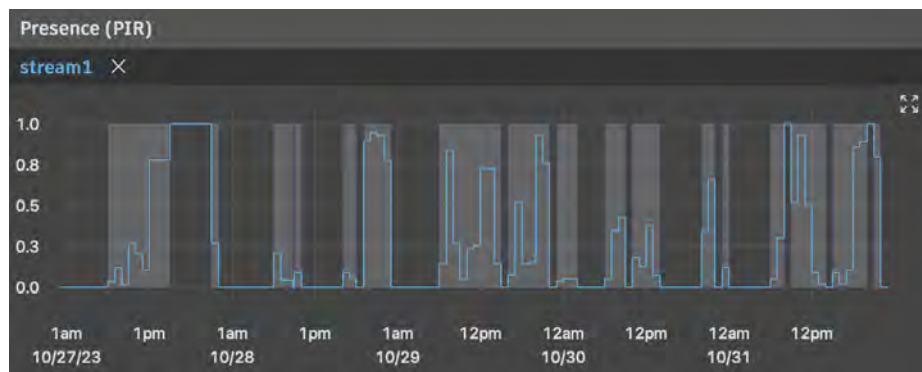 Presence (PIR)
stream1 ×
1.0
0.8
0.5
0.3
0.0
1am 1pm 1am 1pm 1am 12pm 12am 12pm 12am 12pm
10/27/23 10/28 10/29 10/30 10/31